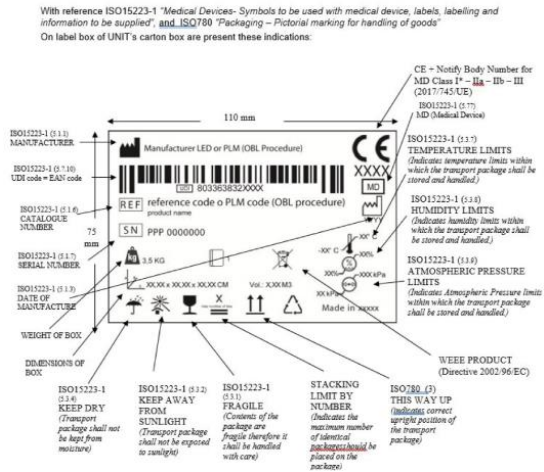 With reference ISO15223-1 "Medical Devices- Symbols to be used with medical device, labels, labelling and
information to be supplied", and ISO780 "Packaging – Pictorial marking for handling of goods"
On label box of UNIT's carton box are present these indications:
CE + Notify Body Number for
MD Class I* – IIa – IIb – III
(2017/745/UE)
110 mm
ISO15223-1 (5.77)
MD (Medical Device)
ISO15223-1 (5.1.1)
MANUFACTURER
Manufacturer LED or PLM (OBL Procedure)
CE
XXXX
ISO15223-1 (5.3.7)
TEMPERATURE LIMITS
(Indicates temperature limits within
which the transport package shall be
stored and handled.)
ISO15223-1 (5.7.10)
UDI code = EAN code
UDI
803363832XXXX
MD
REF
reference code o PLM code (OBL procedure)
product name
ISO15223-1 (5.1.6)
CATALOGUE
NUMBER
ISO15223-1 (5.3.8)
HUMIDITY LIMITS
(Indicates humidity limits within
which the transport package shall
be stored and handled.)
75
mm
SN
PPP 0000000
-XX° C
XX° C
ISO15223-1 (5.1.7)
SERIAL NUMBER
3,5 KG
1
XX%
XX%
ISO15223-1 (5.3.9)
ATMOSPHERIC PRESSURE
LIMITS
(Indicates Atmospheric Pressure limits
within which the transport package
shall be stored and handled.)
ISO15223-1 (5.1.3)
DATE OF
MANUFACTURE
XX,XX x XX,XX x XX,XX CM
Vol.: X,XX M3
XXX kPa
XX kPa
X
Made in xxxxx
WEIGHT OF BOX
DIMENSIONS OF
BOX
WEEE PRODUCT
(Directive 2002/96/EC)
ISO15223-1
(5.3.4)
KEEP DRY
(Transport
package shall not
be kept from
moisture)
ISO15223-1 (5.3.2)
KEEP AWAY
FROM
SUNLIGHT
(Transport package
shall not be exposed
to sunlight)
ISO15223-1
(5.3.1)
FRAGILE
(Contents of the
package are
fragile therefore it
shall be handled
with care)
STACKING
LIMIT BY
NUMBER
(Indicates the
maximum number
of identical
packagesshould be
placed on the
package)
ISO780 (3)
THIS WAY UP
(indicates correct
upright position of
the transport
package)